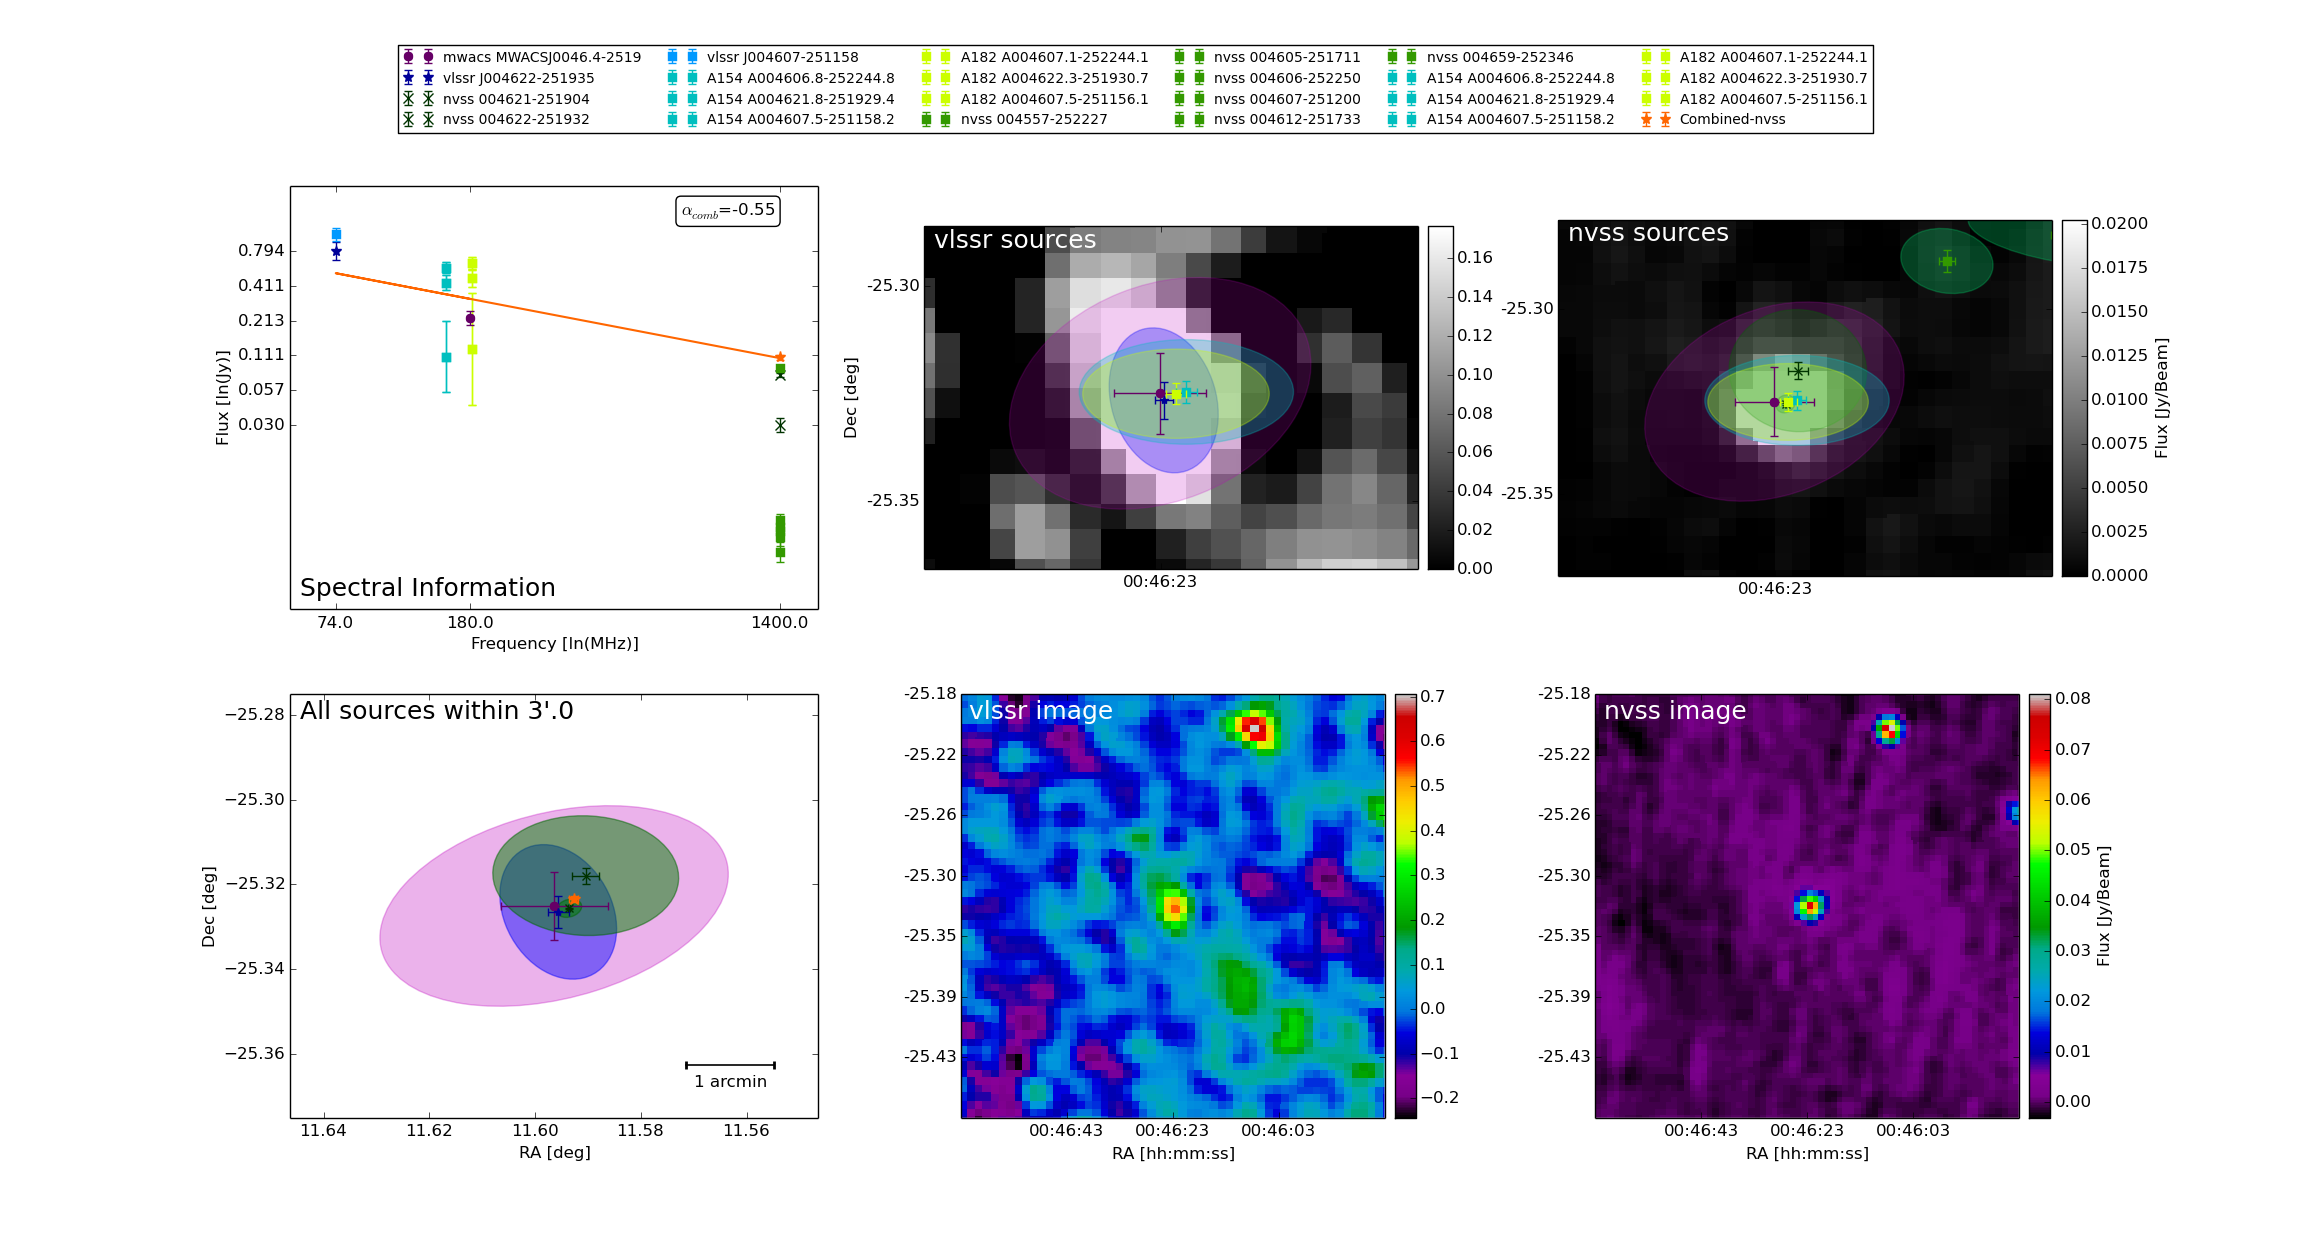 mwacs MWACSJ0046.4-2519
vlssr J004622-251935
nvss 004621-251904
nvss 004622-251932
vlssr J004607-251158
A154 A004606.8-252244.8
A154 A004621.8-251929.4
A154 A004607.5-251158.2
A182 A004607.1-252244.1
A182 A004622.3-251930.7
A182 A004607.5-251156.1
nvss 004557-252227
nvss 004605-251711
nvss 004606-252250
nvss 004607-251200
nvss 004612-251733
nvss 004659-252346
A154 A004606.8-252244.8
A154 A004621.8-251929.4
A154 A004607.5-251158.2
A182 A004607.1-252244.1
A182 A004622.3-251930.7
A182 A004607.5-251156.1
Combined-nvss
α_comb=-0.55
0.794
0.411
0.213
0.111
0.057
0.030
Flux [ln(Jy)]
Spectral Information
74.0
180.0
1400.0
Frequency [ln(MHz)]
vlssr sources
-25.30
-25.35
Dec [deg]
00:46:23
0.16
0.14
0.12
0.10
0.08
0.06
0.04
0.02
0.00
nvss sources
-25.30
-25.35
00:46:23
0.0200
0.0175
0.0150
0.0125
0.0100
0.0075
0.0050
0.0025
0.0000
Flux [Jy/Beam]
All sources within 3'.0
−25.28
−25.30
−25.32
−25.34
−25.36
Dec [deg]
1 arcmin
11.64
11.62
11.60
11.58
11.56
RA [deg]
vlssr image
-25.18
-25.22
-25.26
-25.30
-25.35
-25.39
-25.43
00:46:43
00:46:23
00:46:03
RA [hh:mm:ss]
0.7
0.6
0.5
0.4
0.3
0.2
0.1
0.0
−0.1
−0.2
nvss image
-25.18
-25.22
-25.26
-25.30
-25.35
-25.39
-25.43
00:46:43
00:46:23
00:46:03
RA [hh:mm:ss]
0.08
0.07
0.06
0.05
0.04
0.03
0.02
0.01
0.00
Flux [Jy/Beam]